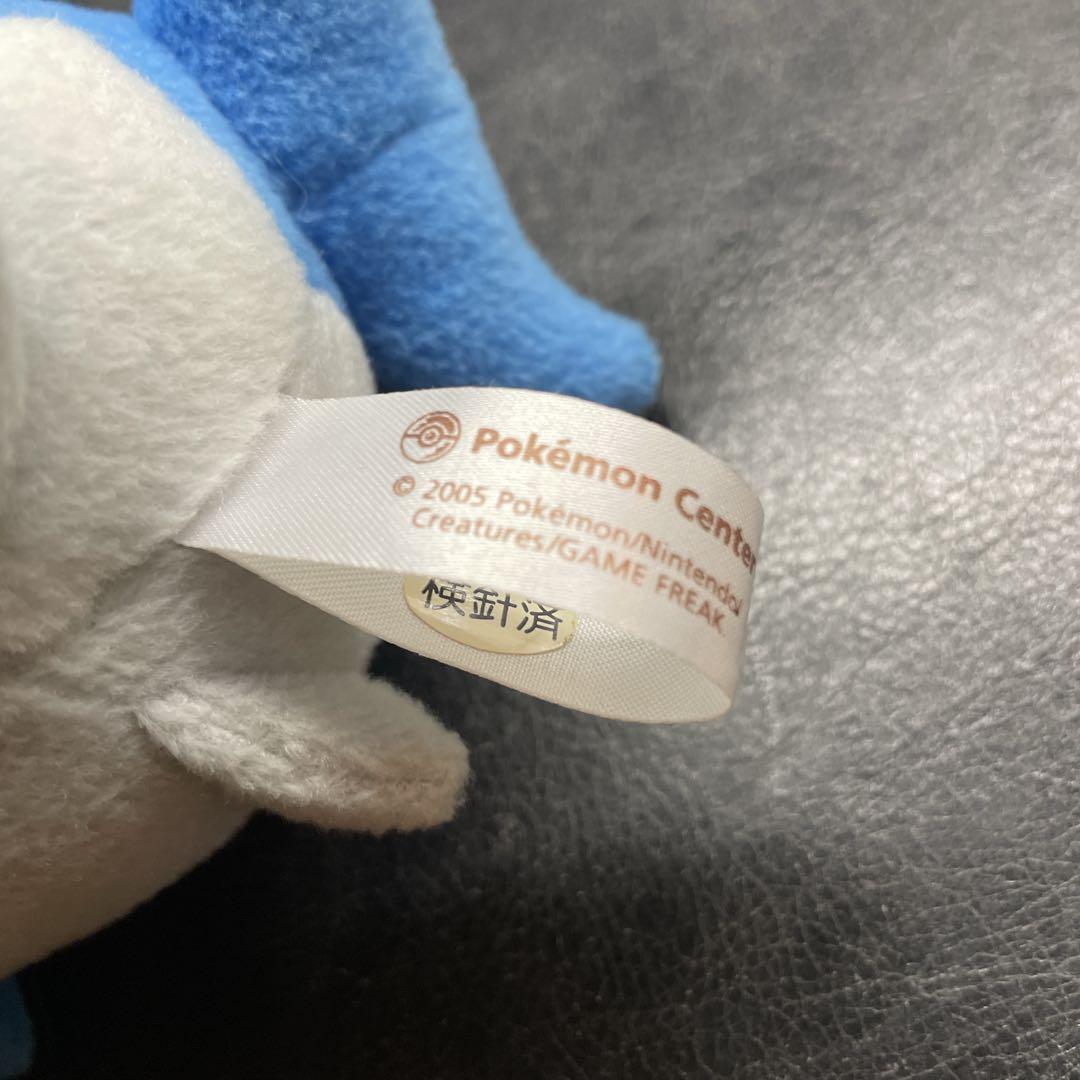 Pokémon Center
© 2005 Pokémon/Nintendo/
Creatures/GAME FREAK.
検針済